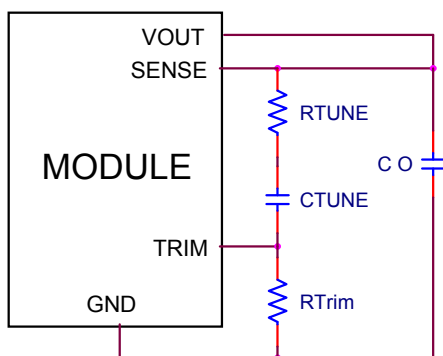 VOUT
SENSE
RTUNE
MODULE
C O
CTUNE
TRIM
GND
RTrim